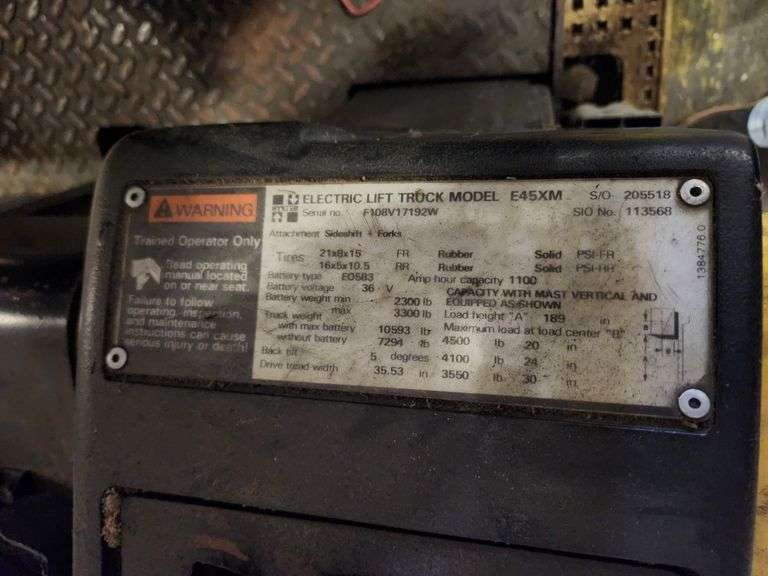 WARNING
Trained Operator Only
Read operating
manual located
on or near seat.
Failure to follow
operating, inspection,
and maintenance
instructions can cause
serious injury or death!
ELECTRIC LIFT TRUCK MODEL E45XM S/O 205518
Serial no. F108V17192W SIO No. 113568
Attachment Sideshift + Forks
Tires 21x8x15 FR Rubber Solid PSI-FR
16x5x10.5 RR Rubber Solid PSI-RR
Battery type EO583 Amp hour capacity 1100
Battery voltage 36 V
Battery weight min 2300 lb
max 3300 lb
Truck weight
with max battery 10593 lb
without battery 7294 lb
Back tilt 5 degrees
Drive tread width 35.53 in
CAPACITY WITH MAST VERTICAL AND
EQUIPPED AS SHOWN
Load height "A" 189 in
Maximum load at load center "B"
4500 lb 20 in
4100 lb 24 in
3550 lb 30 in
1384776 0